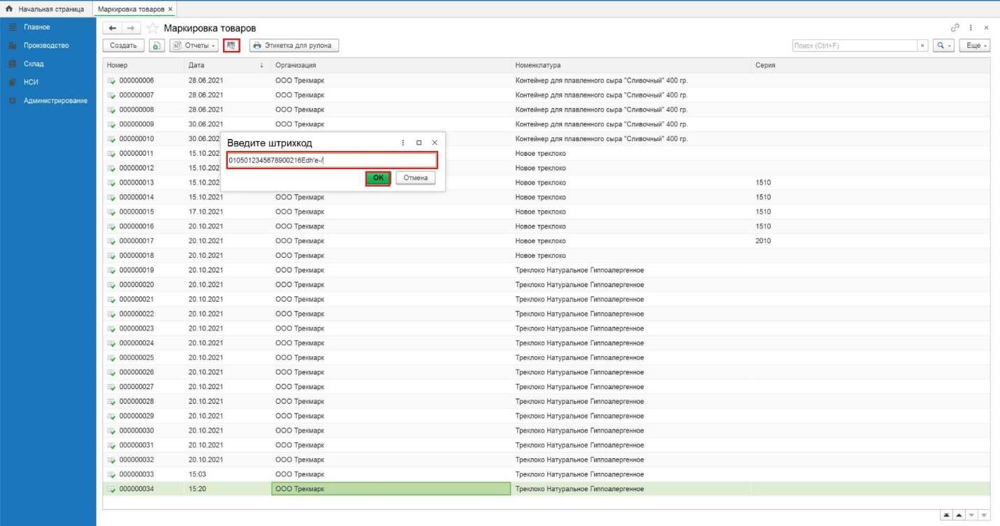 Начальная страница Маркировка товаров ×
Главное
Производство
Склад
НСИ
Администрирование
Маркировка товаров
Создать Отчеты Этикетка для рулона Поиск (Ctrl+F) × Еще
Номер Дата ↓ Организация Номенклатура Серия
000000006 28.06.2021 ООО Трекмарк Контейнер для плавленного сыра "Сливочный" 400 гр.
000000007 28.06.2021 ООО Трекмарк Контейнер для плавленного сыра "Сливочный" 400 гр.
000000008 28.06.2021 ООО Трекмарк Контейнер для плавленного сыра "Сливочный" 400 гр.
000000009 30.06.2021 ООО Трекмарк Контейнер для плавленного сыра "Сливочный" 400 гр.
000000010 30.06.202 Контейнер для плавленного сыра "Сливочный" 400 гр.
000000011 15.10.202 Новое треклоко
000000012 15.10.202 Новое треклоко
000000013 15.10.202 Новое треклоко 1510
Введите штрихкод
0105012345678900216Edh'e-/
ОК Отмена
000000014 15.10.2021 ООО Трекмарк Новое треклоко 1510
000000015 17.10.2021 ООО Трекмарк Новое треклоко 1510
000000016 20.10.2021 ООО Трекмарк Новое треклоко 1510
000000017 20.10.2021 ООО Трекмарк Новое треклоко 2010
000000018 20.10.2021 ООО Трекмарк Новое треклоко
000000019 20.10.2021 ООО Трекмарк Треклоко Натуральное Гиппоалергенное
000000020 20.10.2021 ООО Трекмарк Треклоко Натуральное Гиппоалергенное
000000021 20.10.2021 ООО Трекмарк Треклоко Натуральное Гиппоалергенное
000000022 20.10.2021 ООО Трекмарк Треклоко Натуральное Гиппоалергенное
000000023 20.10.2021 ООО Трекмарк Треклоко Натуральное Гиппоалергенное
000000024 20.10.2021 ООО Трекмарк Треклоко Натуральное Гиппоалергенное
000000025 20.10.2021 ООО Трекмарк Треклоко Натуральное Гиппоалергенное
000000026 20.10.2021 ООО Трекмарк Треклоко Натуральное Гиппоалергенное
000000027 20.10.2021 ООО Трекмарк Треклоко Натуральное Гиппоалергенное
000000028 20.10.2021 ООО Трекмарк Треклоко Натуральное Гиппоалергенное
000000029 20.10.2021 ООО Трекмарк Треклоко Натуральное Гиппоалергенное
000000030 20.10.2021 ООО Трекмарк Треклоко Натуральное Гиппоалергенное
000000031 20.10.2021 ООО Трекмарк Треклоко Натуральное Гиппоалергенное
000000032 20.10.2021 ООО Трекмарк Треклоко Натуральное Гиппоалергенное
000000033 15:03 ООО Трекмарк Треклоко Натуральное Гиппоалергенное
000000034 15:20 ООО Трекмарк Треклоко Натуральное Гиппоалергенное